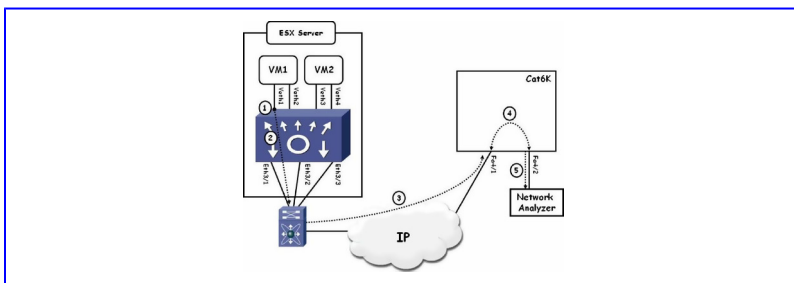 ESX Server
VM1
VM2
Cat6K
Veth1
Veth2
Veth3
Veth4
1
2
4
Eth3/1
Eth3/2
Eth3/3
Fa4/1
Fa4/2
5
3
Network
Analyzer
IP